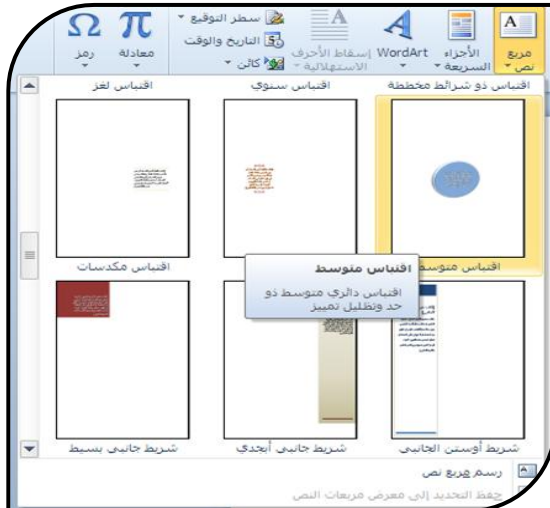 مربع نص
الأجزاء السريعة
WordArt
إسقاط الأحرف الاستهلالية
سطر التوقيع
التاريخ والوقت
كائن
π
معادلة
Ω
رمز
اقتباس ذو شرائط مخططة
اقتباس سنوي
اقتباس لغز
اقتباس متوسط
اقتباس مكدسات
اقتباس متوسط
اقتباس دائري متوسط ذو
حد وتظليل تمييز
شريط أوستن الجانبي
شريط جانبي أبجدي
شريط جانبي بسيط
رسم مربع نص
حفظ التحديد إلى معرض مربعات النص